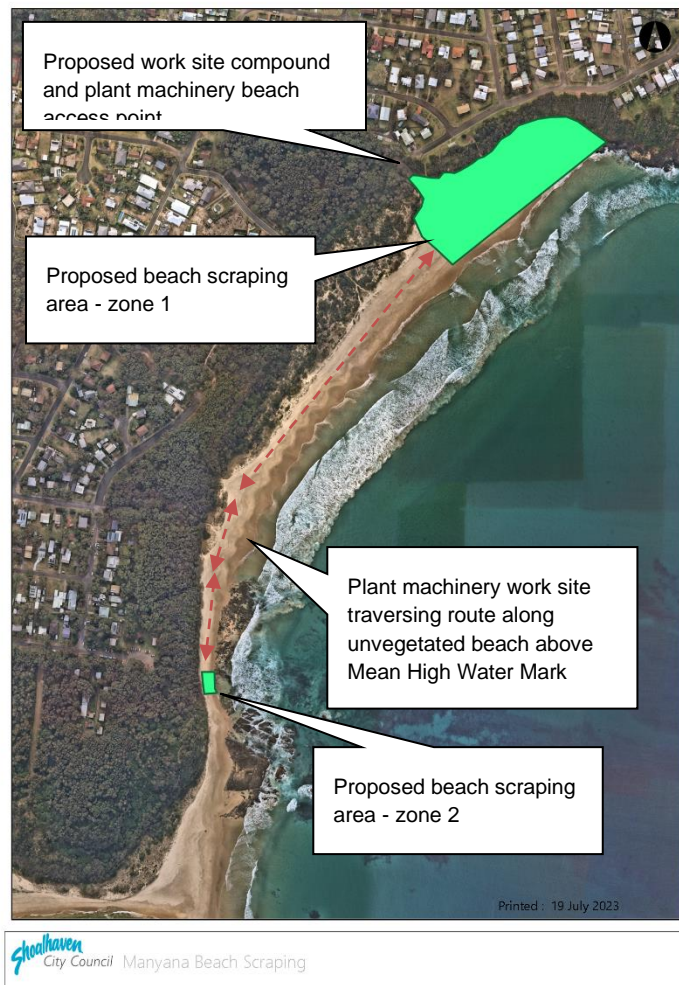 Proposed work site compound
and plant machinery beach
access point
Proposed beach scraping
area - zone 1
Plant machinery work site
traversing route along
unvegetated beach above
Mean High Water Mark
Proposed beach scraping
area - zone 2
Printed : 19 July 2023
Shoalhaven
City Council Manyana Beach Scraping